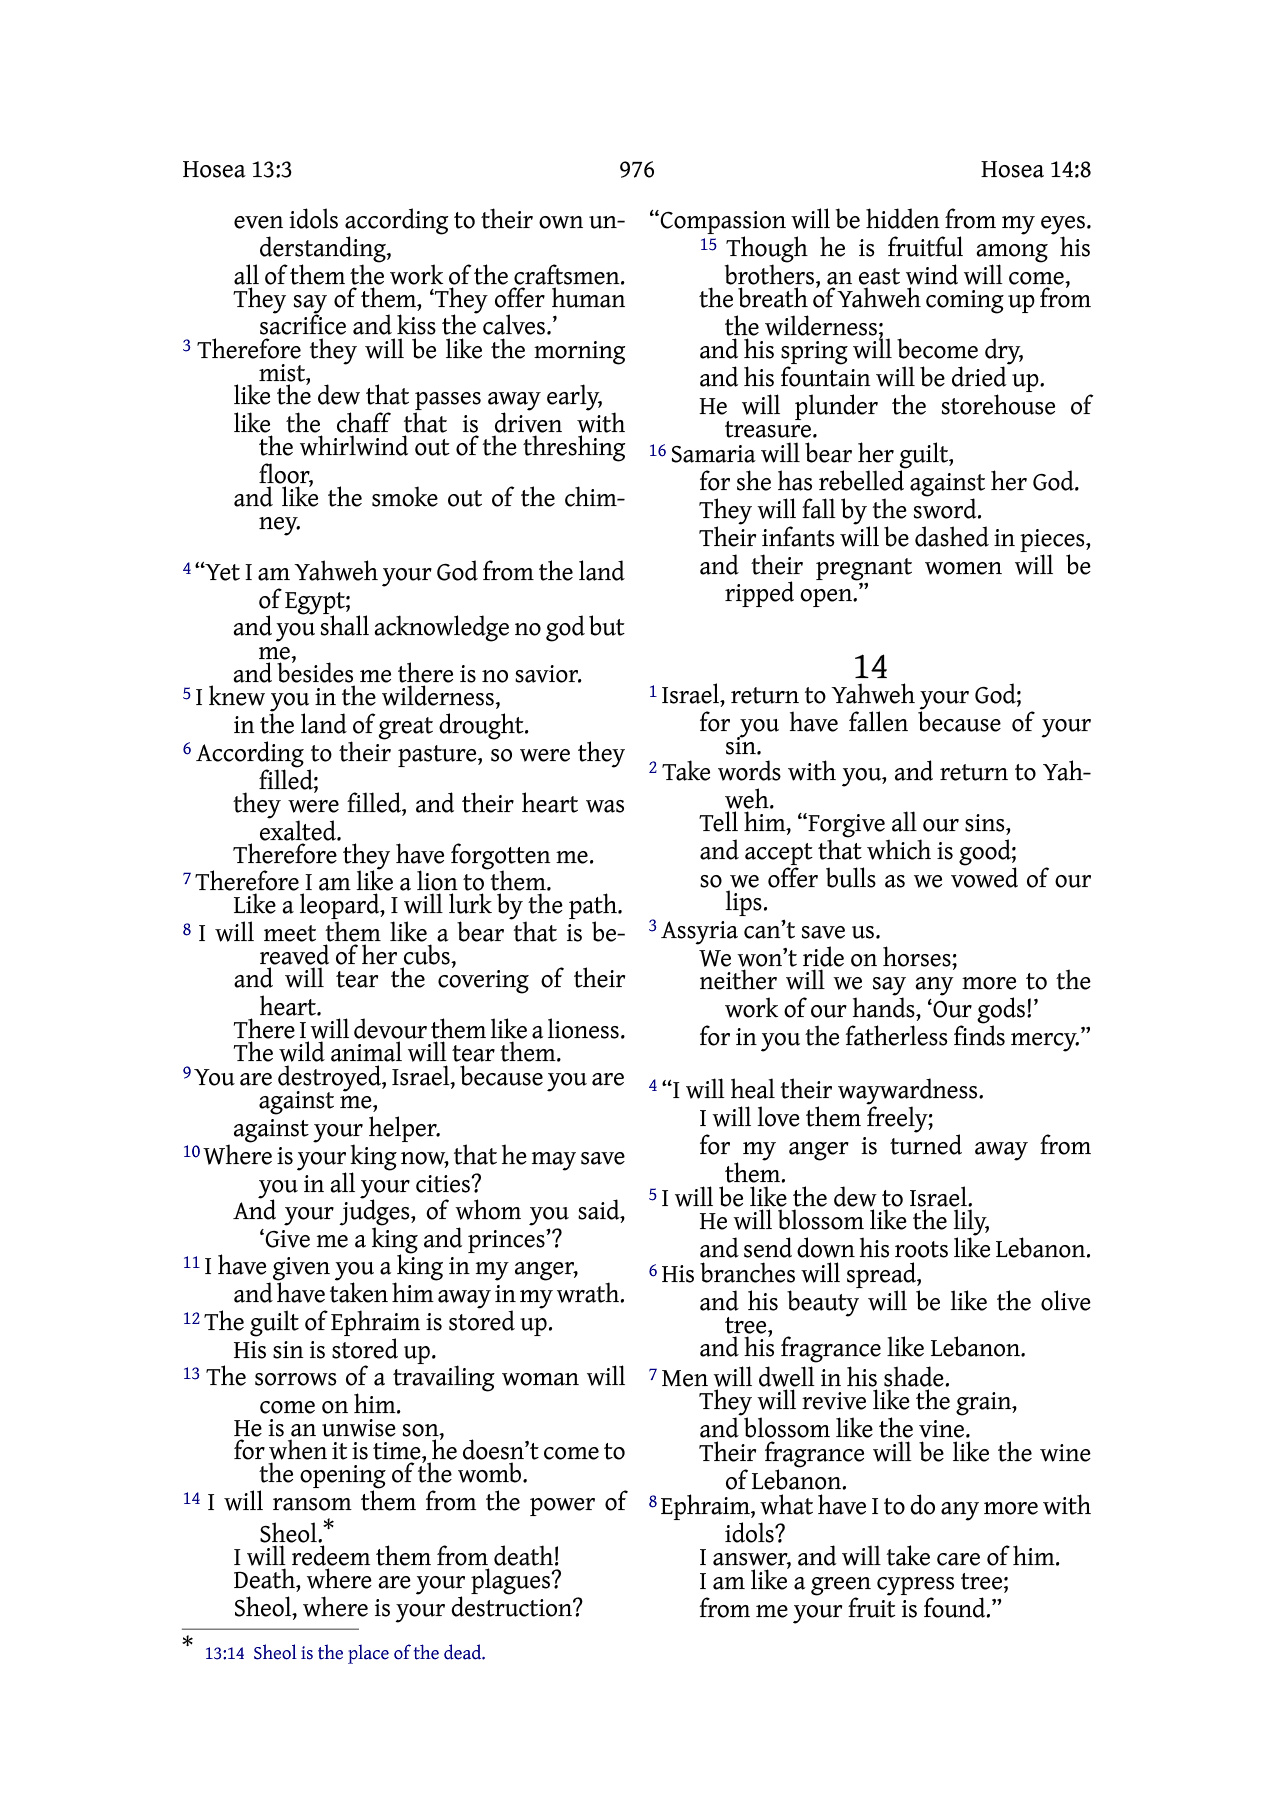 Hosea 13:3
976
Hosea 14:8
even idols according to their own un-
derstanding,
all of them the work of the craftsmen.
They say of them, ‘They offer human
sacrifice and kiss the calves.’
3 Therefore they will be like the morning
mist,
like the dew that passes away early,
like the chaff that is driven with
the whirlwind out of the threshing
floor,
and like the smoke out of the chim-
ney.
4 “Yet I am Yahweh your God from the land
of Egypt;
and you shall acknowledge no god but
me,
and besides me there is no savior.
5 I knew you in the wilderness,
in the land of great drought.
6 According to their pasture, so were they
filled;
they were filled, and their heart was
exalted.
Therefore they have forgotten me.
7 Therefore I am like a lion to them.
Like a leopard, I will lurk by the path.
8 I will meet them like a bear that is be-
reaved of her cubs,
and will tear the covering of their
heart.
There I will devour them like a lioness.
The wild animal will tear them.
9 You are destroyed, Israel, because you are
against me,
against your helper.
10 Where is your king now, that he may save
you in all your cities?
And your judges, of whom you said,
‘Give me a king and princes’?
11 I have given you a king in my anger,
and have taken him away in my wrath.
12 The guilt of Ephraim is stored up.
His sin is stored up.
13 The sorrows of a travailing woman will
come on him.
He is an unwise son,
for when it is time, he doesn’t come to
the opening of the womb.
14 I will ransom them from the power of
Sheol.*
I will redeem them from death!
Death, where are your plagues?
Sheol, where is your destruction?
“Compassion will be hidden from my eyes.
15 Though he is fruitful among his
brothers, an east wind will come,
the breath of Yahweh coming up from
the wilderness;
and his spring will become dry,
and his fountain will be dried up.
He will plunder the storehouse of
treasure.
16 Samaria will bear her guilt,
for she has rebelled against her God.
They will fall by the sword.
Their infants will be dashed in pieces,
and their pregnant women will be
ripped open.”
14
1 Israel, return to Yahweh your God;
for you have fallen because of your
sin.
2 Take words with you, and return to Yah-
weh.
Tell him, “Forgive all our sins,
and accept that which is good;
so we offer bulls as we vowed of our
lips.
3 Assyria can’t save us.
We won’t ride on horses;
neither will we say any more to the
work of our hands, ‘Our gods!’
for in you the fatherless finds mercy.”
4 “I will heal their waywardness.
I will love them freely;
for my anger is turned away from
them.
5 I will be like the dew to Israel.
He will blossom like the lily,
and send down his roots like Lebanon.
6 His branches will spread,
and his beauty will be like the olive
tree,
and his fragrance like Lebanon.
7 Men will dwell in his shade.
They will revive like the grain,
and blossom like the vine.
Their fragrance will be like the wine
of Lebanon.
8 Ephraim, what have I to do any more with
idols?
I answer, and will take care of him.
I am like a green cypress tree;
from me your fruit is found.”
* 13:14 Sheol is the place of the dead.